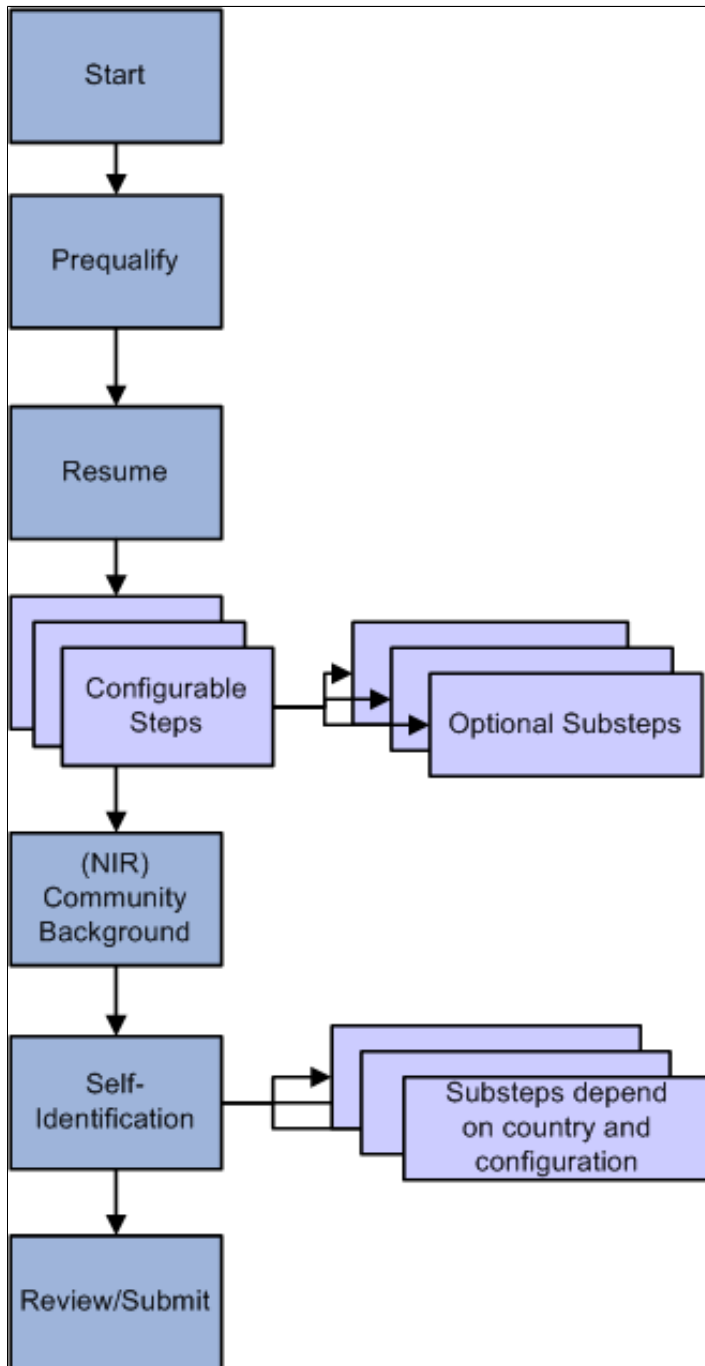 Start
Prequalify
Resume
Configurable
Steps
Optional Substeps
(NIR)
Community
Background
Self-
Identification
Substeps depend
on country and
configuration
Review/Submit